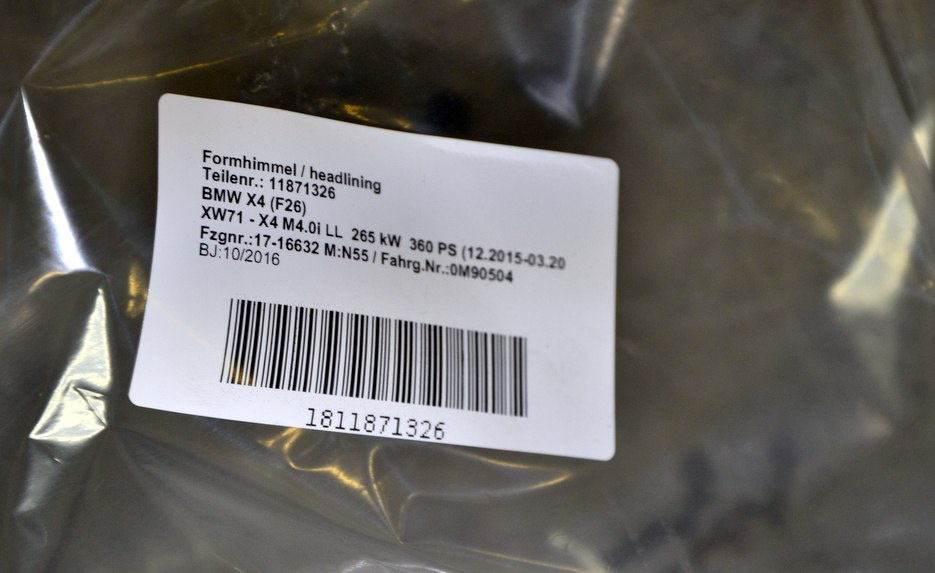 Formhimmel / headlining
Teilenr.: 11871326
BMW X4 (F26)
XW71 - X4 M4.0i LL 265 kW 360 PS (12.2015-03.20
Fzgnr.:17-16632 M:N55 / Fahrg.Nr.:0M90504
BJ:10/2016
1811871326